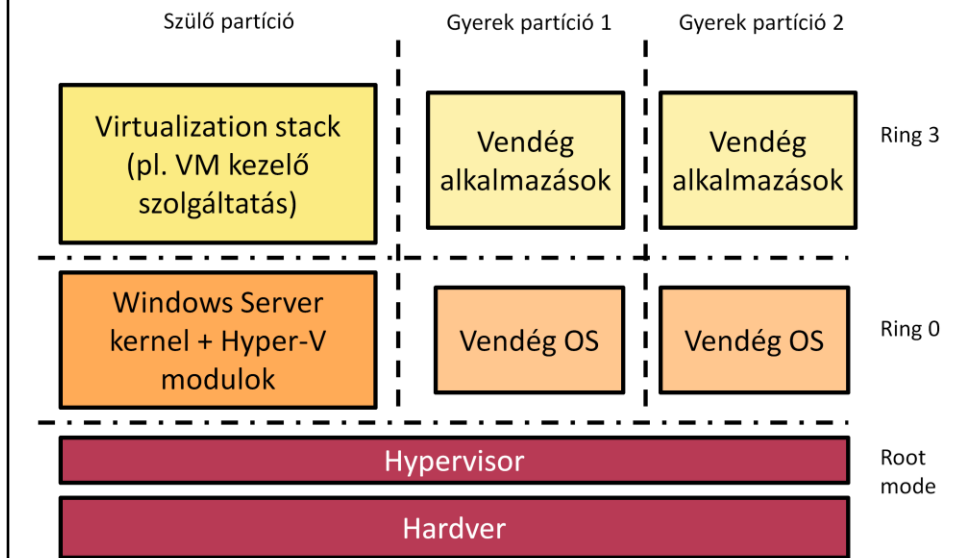 Szülő partíció
Gyerek partíció 1
Gyerek partíció 2
Virtualization stack
(pl. VM kezelő
szolgáltatás)
Vendég
alkalmazások
Vendég
alkalmazások
Ring 3
Windows Server
kernel + Hyper-V
modulok
Vendég OS
Vendég OS
Ring 0
Hypervisor
Root
mode
Hardver